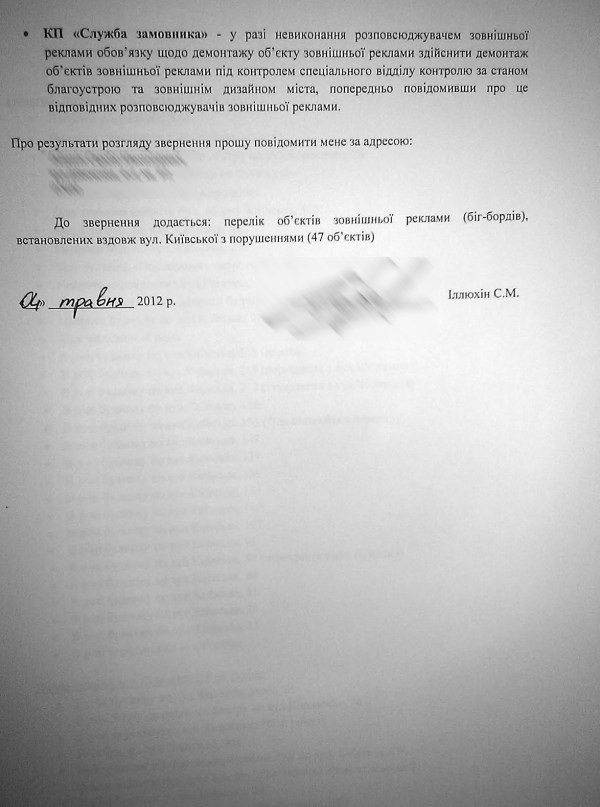 • КП «Служба замовника» - у разі невиконання розповсюджувачем зовнішньої
реклами обов’язку щодо демонтажу об’єкту зовнішньої реклами здійснити демонтаж
об’єктів зовнішньої реклами під контролем спеціального відділу контролю за станом
благоустрою та зовнішнім дизайном міста, попередньо повідомивши про це
відповідних розповсюджувачів зовнішньої реклами.
Про результати розгляду звернення прошу повідомити мене за адресою:
До звернення додається: перелік об’єктів зовнішньої реклами (біг-бордів),
встановлених вздовж вул. Київської з порушеннями (47 об’єктів)
травня 2012 р.
Іллюхін С.М.